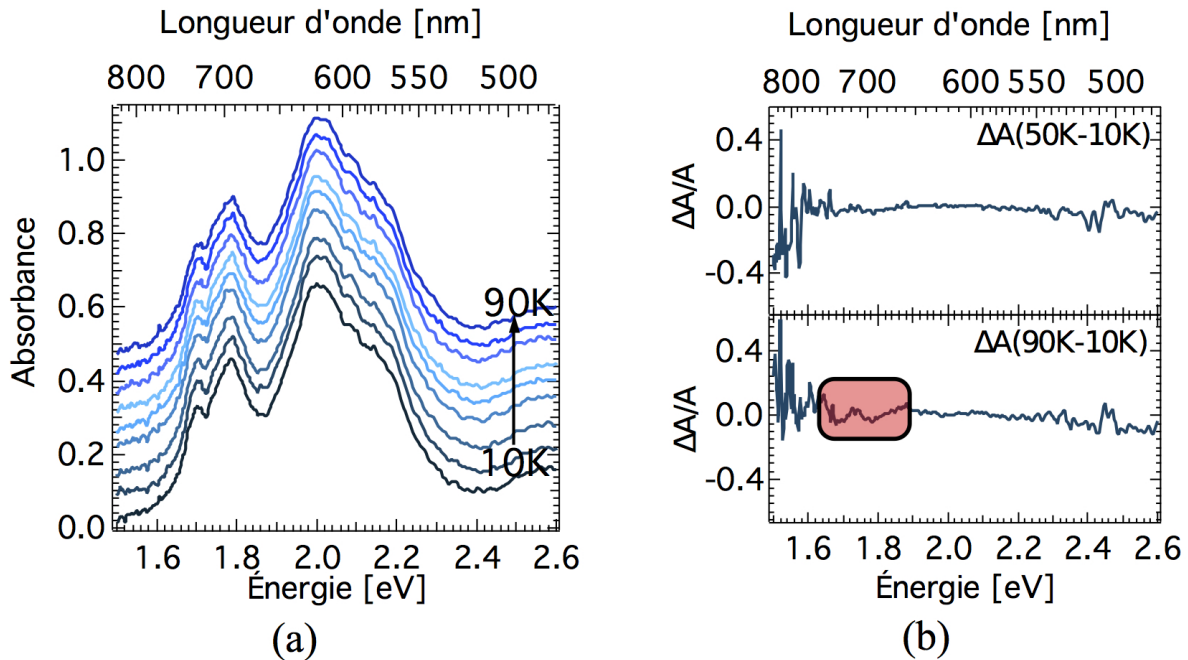 Longueur d'onde [nm]
800 700 600 550 500
Absorbance
1.0
0.8
0.6
0.4
0.2
0.0
90K
10K
1.6 1.8 2.0 2.2 2.4 2.6
Énergie [eV]
(a)
Longueur d'onde [nm]
800 700 600 550 500
ΔA(50K-10K)
ΔA/A
0.4
0.0
-0.4
ΔA(90K-10K)
ΔA/A
0.4
0.0
-0.4
1.6 1.8 2.0 2.2 2.4 2.6
Énergie [eV]
(b)